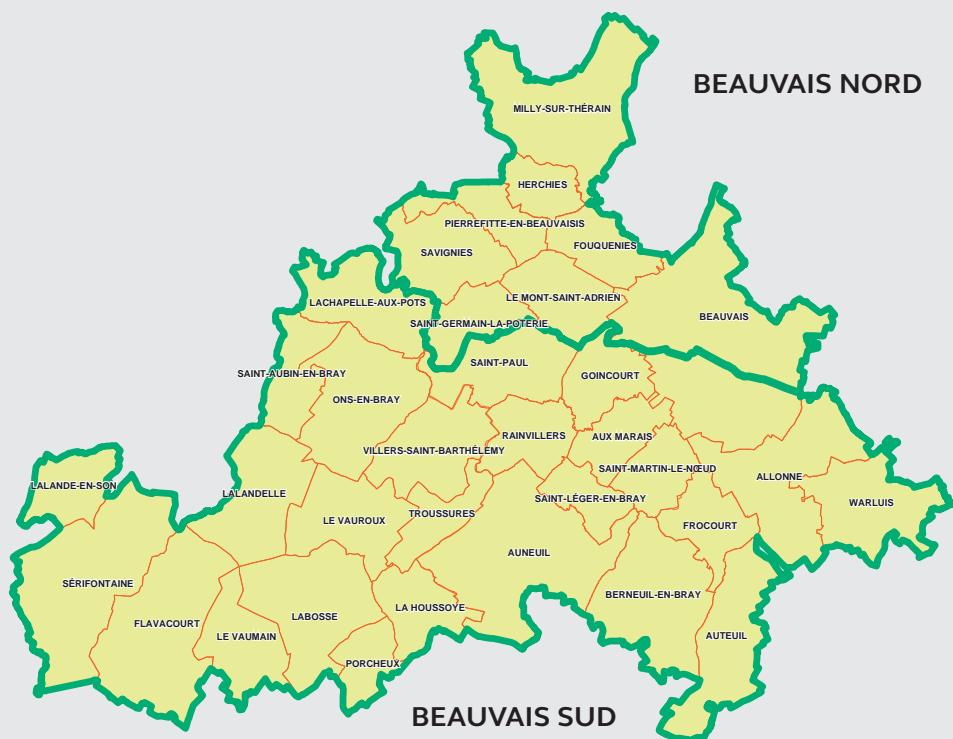 BEAUVAIS NORD
MILLY-SUR-THÉRAIN
HERCHIES
PIERREFITTE-EN-BEAUVAISIS
FOUQUENIES
SAVIGNIES
LE MONT-SAINT-ADRIEN
LACHAPELLE-AUX-POTS
BEAUVAIS
SAINT-GERMAIN-LA-POTERIE
SAINT-PAUL
SAINT-AUBIN-EN-BRAY
GOINCOURT
ONS-EN-BRAY
RAINVILLERS
AUX MARAIS
VILLERS-SAINT-BARTHÉLEMY
SAINT-MARTIN-LE-NŒUD
ALLONNE
LALANDE-EN-SON
LALANDELLE
SAINT-LÉGER-EN-BRAY
WARLUIS
TROUSSURES
LE VAUROUX
FROCOURT
AUNEUIL
SÉRIFONTAINE
BERNEUIL-EN-BRAY
LA HOUSSOYE
LABOSSE
FLAVACOURT
LE VAUMAIN
AUTEUIL
PORCHEUX
BEAUVAIS SUD